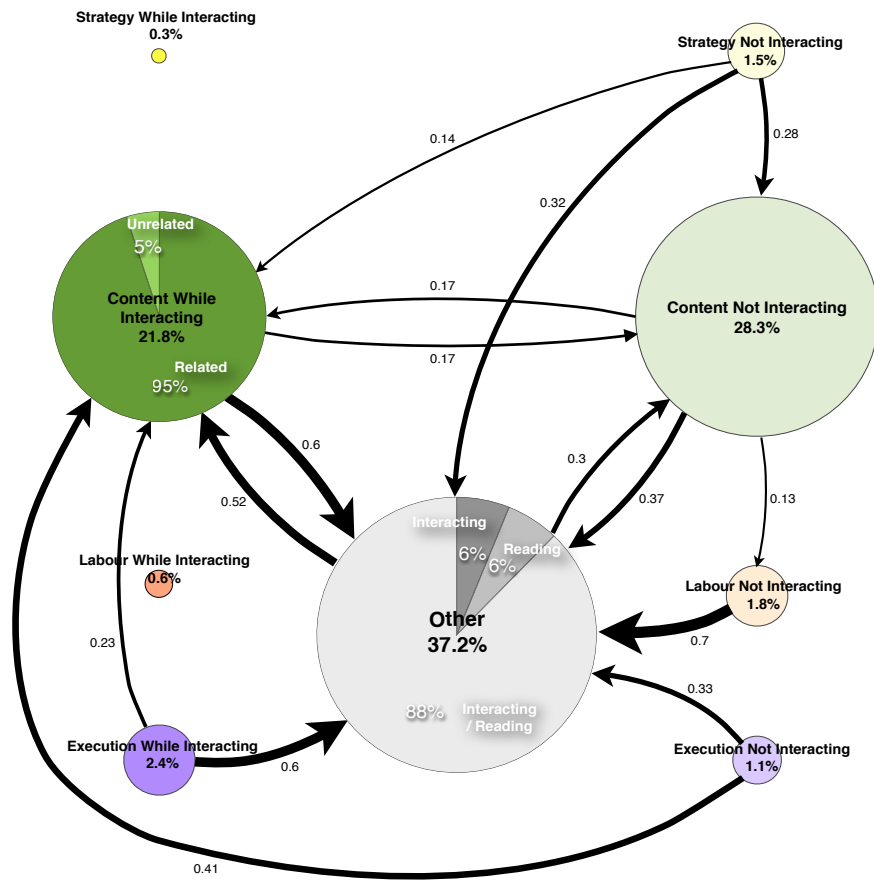 Strategy While Interacting
0.3%
Strategy Not Interacting
1.5%
0.14
0.28
0.32
Unrelated
5%
Content While
Interacting
21.8%
Related
95%
0.17
0.17
Content Not Interacting
28.3%
0.6
0.52
0.3
0.37
0.13
Interacting
6%
Reading
6%
Other
37.2%
88%
Interacting
/ Reading
Labour While Interacting
0.6%
Labour Not Interacting
1.8%
0.7
0.23
0.33
Execution While Interacting
2.4%
0.6
Execution Not Interacting
1.1%
0.41